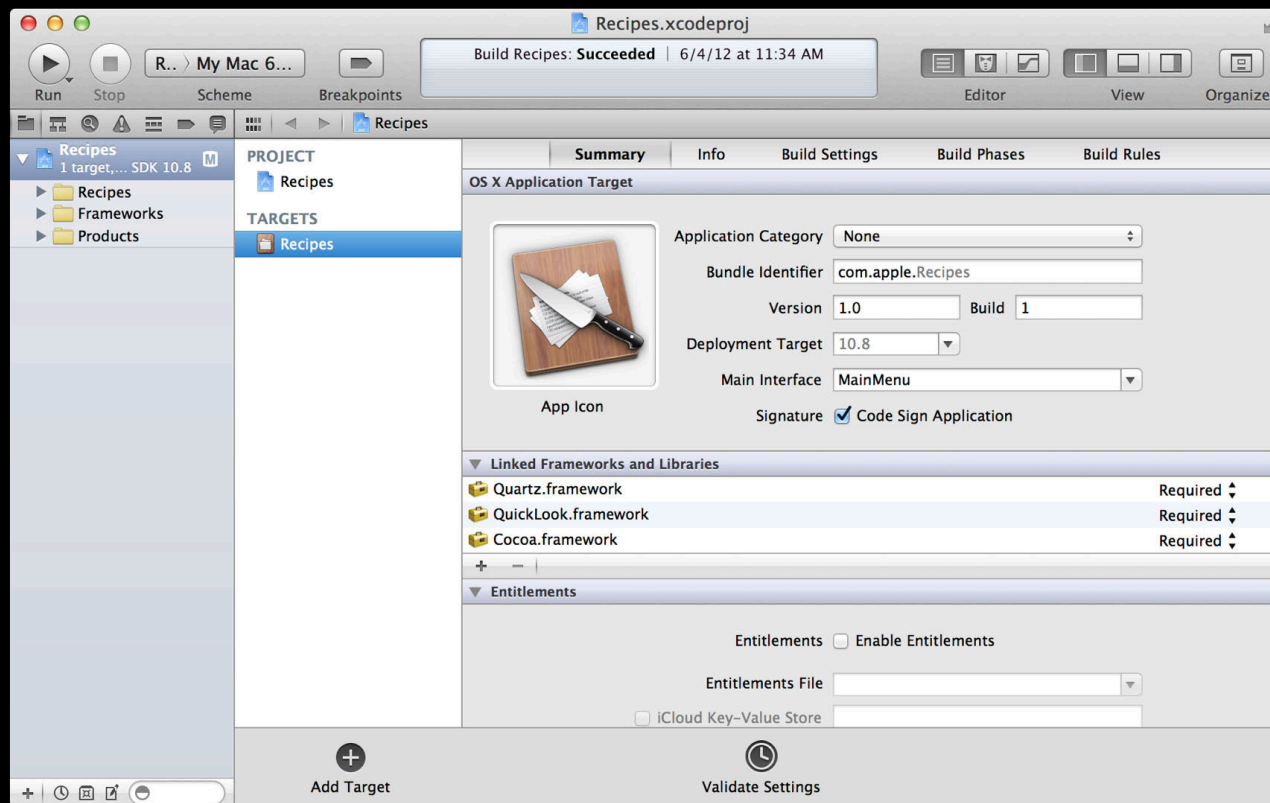 Recipes.xcodeproj
Build Recipes: Succeeded | 6/4/12 at 11:34 AM
R.. 〉 My Mac 6...
Run Stop Scheme Breakpoints Editor View Organize
Recipes
Recipes
1 target,... SDK 10.8 M
Recipes
Frameworks
Products
PROJECT
Recipes
TARGETS
Recipes
Summary Info Build Settings Build Phases Build Rules
OS X Application Target
App Icon
Application Category None
Bundle Identifier com.apple.Recipes
Version 1.0 Build 1
Deployment Target 10.8
Main Interface MainMenu
Signature Code Sign Application
Linked Frameworks and Libraries
Quartz.framework Required
QuickLook.framework Required
Cocoa.framework Required
Entitlements
Entitlements Enable Entitlements
Entitlements File
iCloud Key-Value Store
Add Target Validate Settings